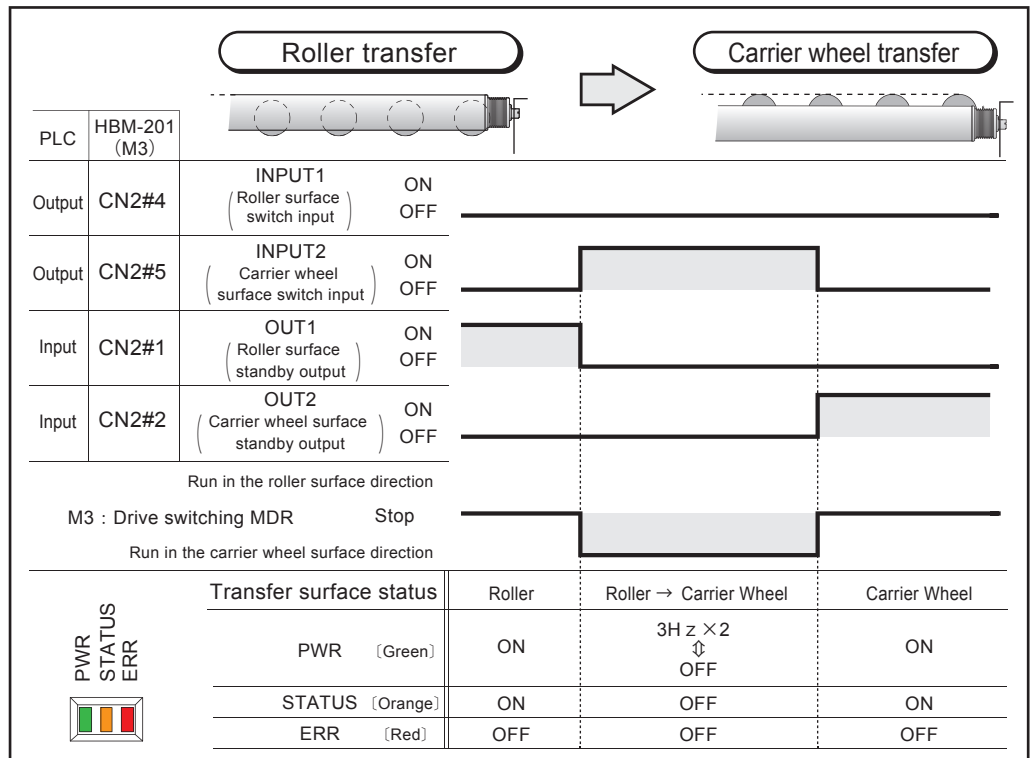 Roller transfer
Carrier wheel transfer
PLC
HBM-201
(M3)
Output
CN2#4
INPUT1
(Roller surface
switch input)
ON
OFF
Output
CN2#5
INPUT2
(Carrier wheel
surface switch input)
ON
OFF
Input
CN2#1
OUT1
(Roller surface
standby output)
ON
OFF
Input
CN2#2
OUT2
(Carrier wheel surface
standby output)
ON
OFF
Run in the roller surface direction
M3 : Drive switching MDR Stop
Run in the carrier wheel surface direction
Transfer surface status
Roller
Roller → Carrier Wheel
Carrier Wheel
PWR
STATUS
ERR
PWR 〔Green〕
ON
3Hz ×2
⇕
OFF
ON
STATUS 〔Orange〕
ON
OFF
ON
ERR 〔Red〕
OFF
OFF
OFF